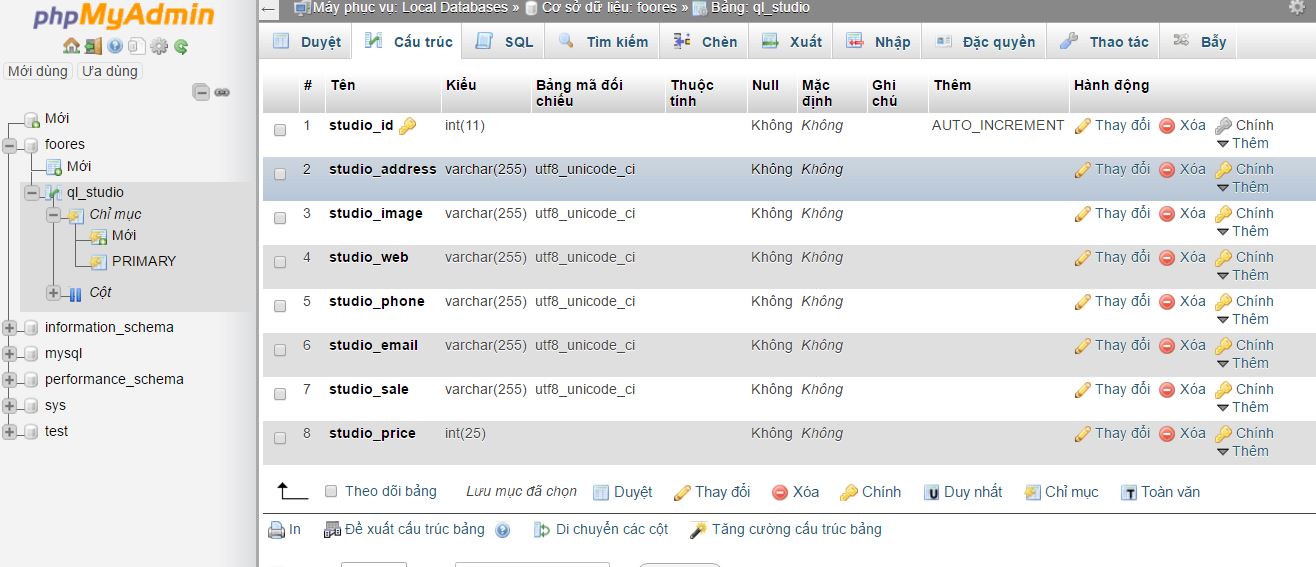 phpMyAdmin
Mới dùng Ưa dùng
Mới
foores
Mới
ql_studio
Chỉ mục
Mới
PRIMARY
Cột
information_schema
mysql
performance_schema
sys
test
Máy phục vụ: Local Databases » Cơ sở dữ liệu: foores » Bảng: ql_studio
Duyệt Cấu trúc SQL Tìm kiếm Chèn Xuất Nhập Đặc quyền Thao tác Bẫy
# Tên Kiểu Bảng mã đối chiếu Thuộc tính Null Mặc định Ghi chú Thêm Hành động
1 studio_id int(11) Không Không AUTO_INCREMENT Thay đổi Xóa Chính
Thêm
2 studio_address varchar(255) utf8_unicode_ci Không Không Thay đổi Xóa Chính
Thêm
3 studio_image varchar(255) utf8_unicode_ci Không Không Thay đổi Xóa Chính
Thêm
4 studio_web varchar(255) utf8_unicode_ci Không Không Thay đổi Xóa Chính
Thêm
5 studio_phone varchar(255) utf8_unicode_ci Không Không Thay đổi Xóa Chính
Thêm
6 studio_email varchar(255) utf8_unicode_ci Không Không Thay đổi Xóa Chính
Thêm
7 studio_sale varchar(255) utf8_unicode_ci Không Không Thay đổi Xóa Chính
Thêm
8 studio_price int(25) Không Không Thay đổi Xóa Chính
Thêm
Theo dõi bảng Lưu mục đã chọn Duyệt Thay đổi Xóa Chính Duy nhất Chỉ mục Toàn văn
In Đề xuất cấu trúc bảng Di chuyển các cột Tăng cường cấu trúc bảng